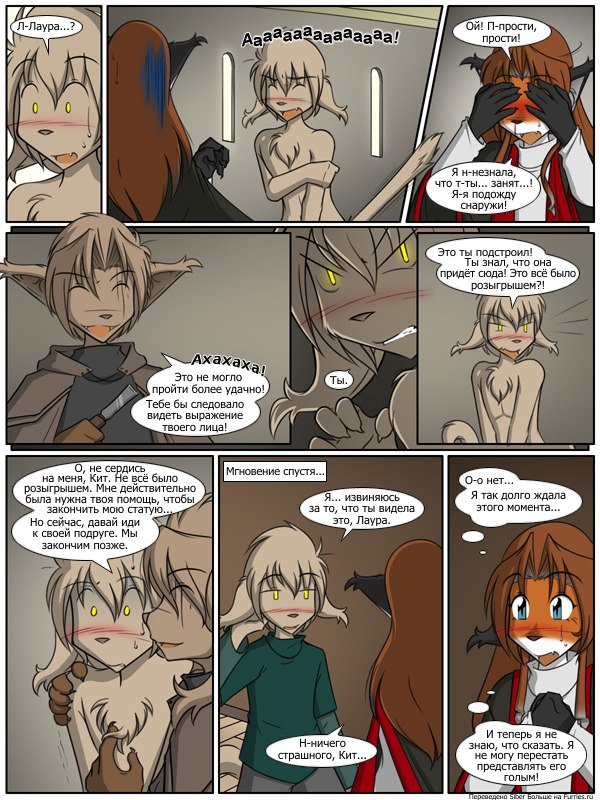 Л-Лаура...?
Аааааааааааааааа!
Ой! П-прости,
прости!
Я н-незнала,
что т-ты... занят...!
Я-я подожду
снаружи!
Ахахаха!
Это не могло
пройти более удачно!
Тебе бы следовало
видеть выражение
твоего лица!
Ты.
Это ты подстроил!
Ты знал, что она
придёт сюда! Это всё было
розыгрышем?!
О, не сердись
на меня, Кит. Не всё было
розыгрышем. Мне действительно
была нужна твоя помощь, чтобы
закончить мою статую...
Но сейчас, давай иди
к своей подруге. Мы
закончим позже.
Мгновение спустя...
Я... извиняюсь
за то, что ты видела
это, Лаура.
Н-ничего
страшного, Кит...
О-о нет...
Я так долго ждала
этого момента...
И теперь я не
знаю, что сказать. Я
не могу перестать
представлять его
голым!
Переведено Siber Больше на Furries.ru